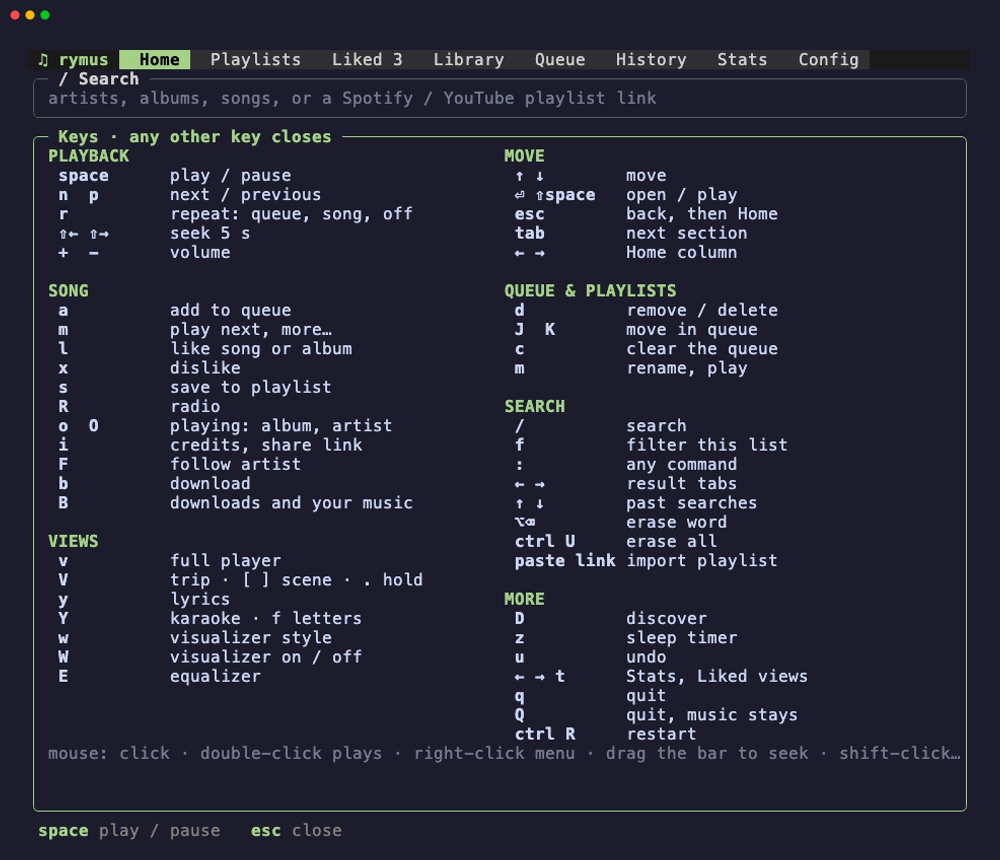 ♫ rymus Home Playlists Liked 3 Library Queue History Stats Config
/ Search
artists, albums, songs, or a Spotify / YouTube playlist link
Keys · any other key closes
PLAYBACK
space play / pause
n p next / previous
r repeat: queue, song, off
⇧← ⇧→ seek 5 s
+ − volume
SONG
a add to queue
m play next, more…
l like song or album
x dislike
s save to playlist
R radio
o O playing: album, artist
i credits, share link
F follow artist
b download
B downloads and your music
VIEWS
v full player
V trip · [ ] scene · . hold
y lyrics
Y karaoke · f letters
w visualizer style
W visualizer on / off
E equalizer
MOVE
↑ ↓ move
⏎ ⇧space open / play
esc back, then Home
tab next section
← → Home column
QUEUE & PLAYLISTS
d remove / delete
J K move in queue
c clear the queue
m rename, play
SEARCH
/ search
f filter this list
: any command
← → result tabs
↑ ↓ past searches
⌥⌫ erase word
ctrl U erase all
paste link import playlist
MORE
D discover
z sleep timer
u undo
← → t Stats, Liked views
q quit
Q quit, music stays
ctrl R restart
mouse: click · double-click plays · right-click menu · drag the bar to seek · shift-click…
space play / pause esc close